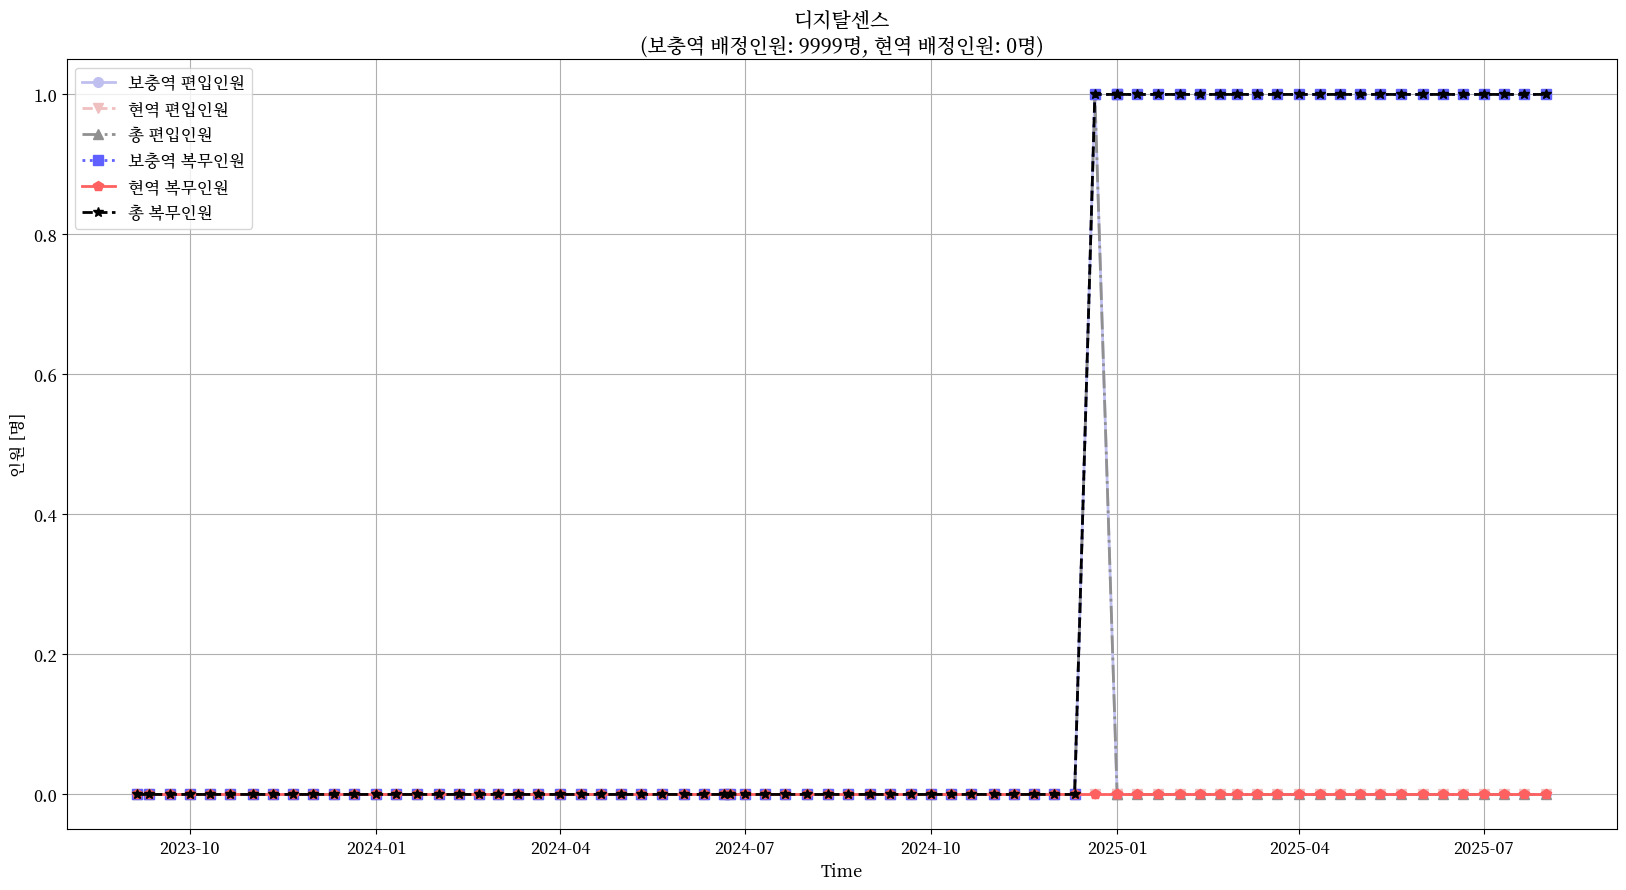 디지탈센스
(보충역 배정인원: 9999명, 현역 배정인원: 0명)
보충역 편입인원
현역 편입인원
총 편입인원
보충역 복무인원
현역 복무인원
총 복무인원
1.0
0.8
0.6
0.4
0.2
0.0
인원 [명]
2023-10
2024-01
2024-04
2024-07
2024-10
2025-01
2025-04
2025-07
Time